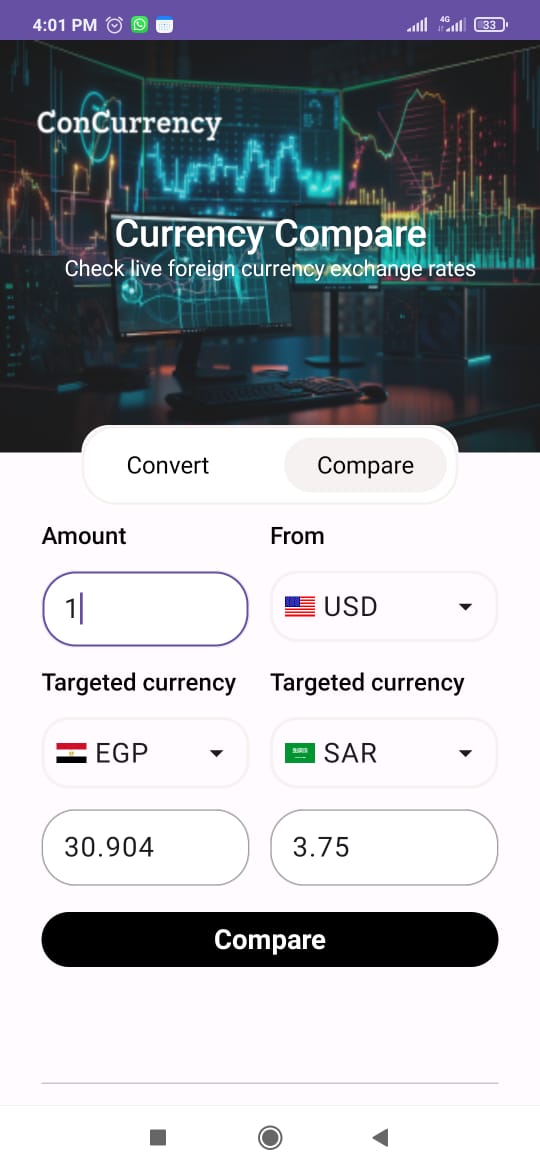 4:01 PM 4G 33
ConCurrency
Currency Compare
Check live foreign currency exchange rates
Convert Compare
Amount From
1 USD
Targeted currency Targeted currency
EGP SAR
30.904 3.75
Compare